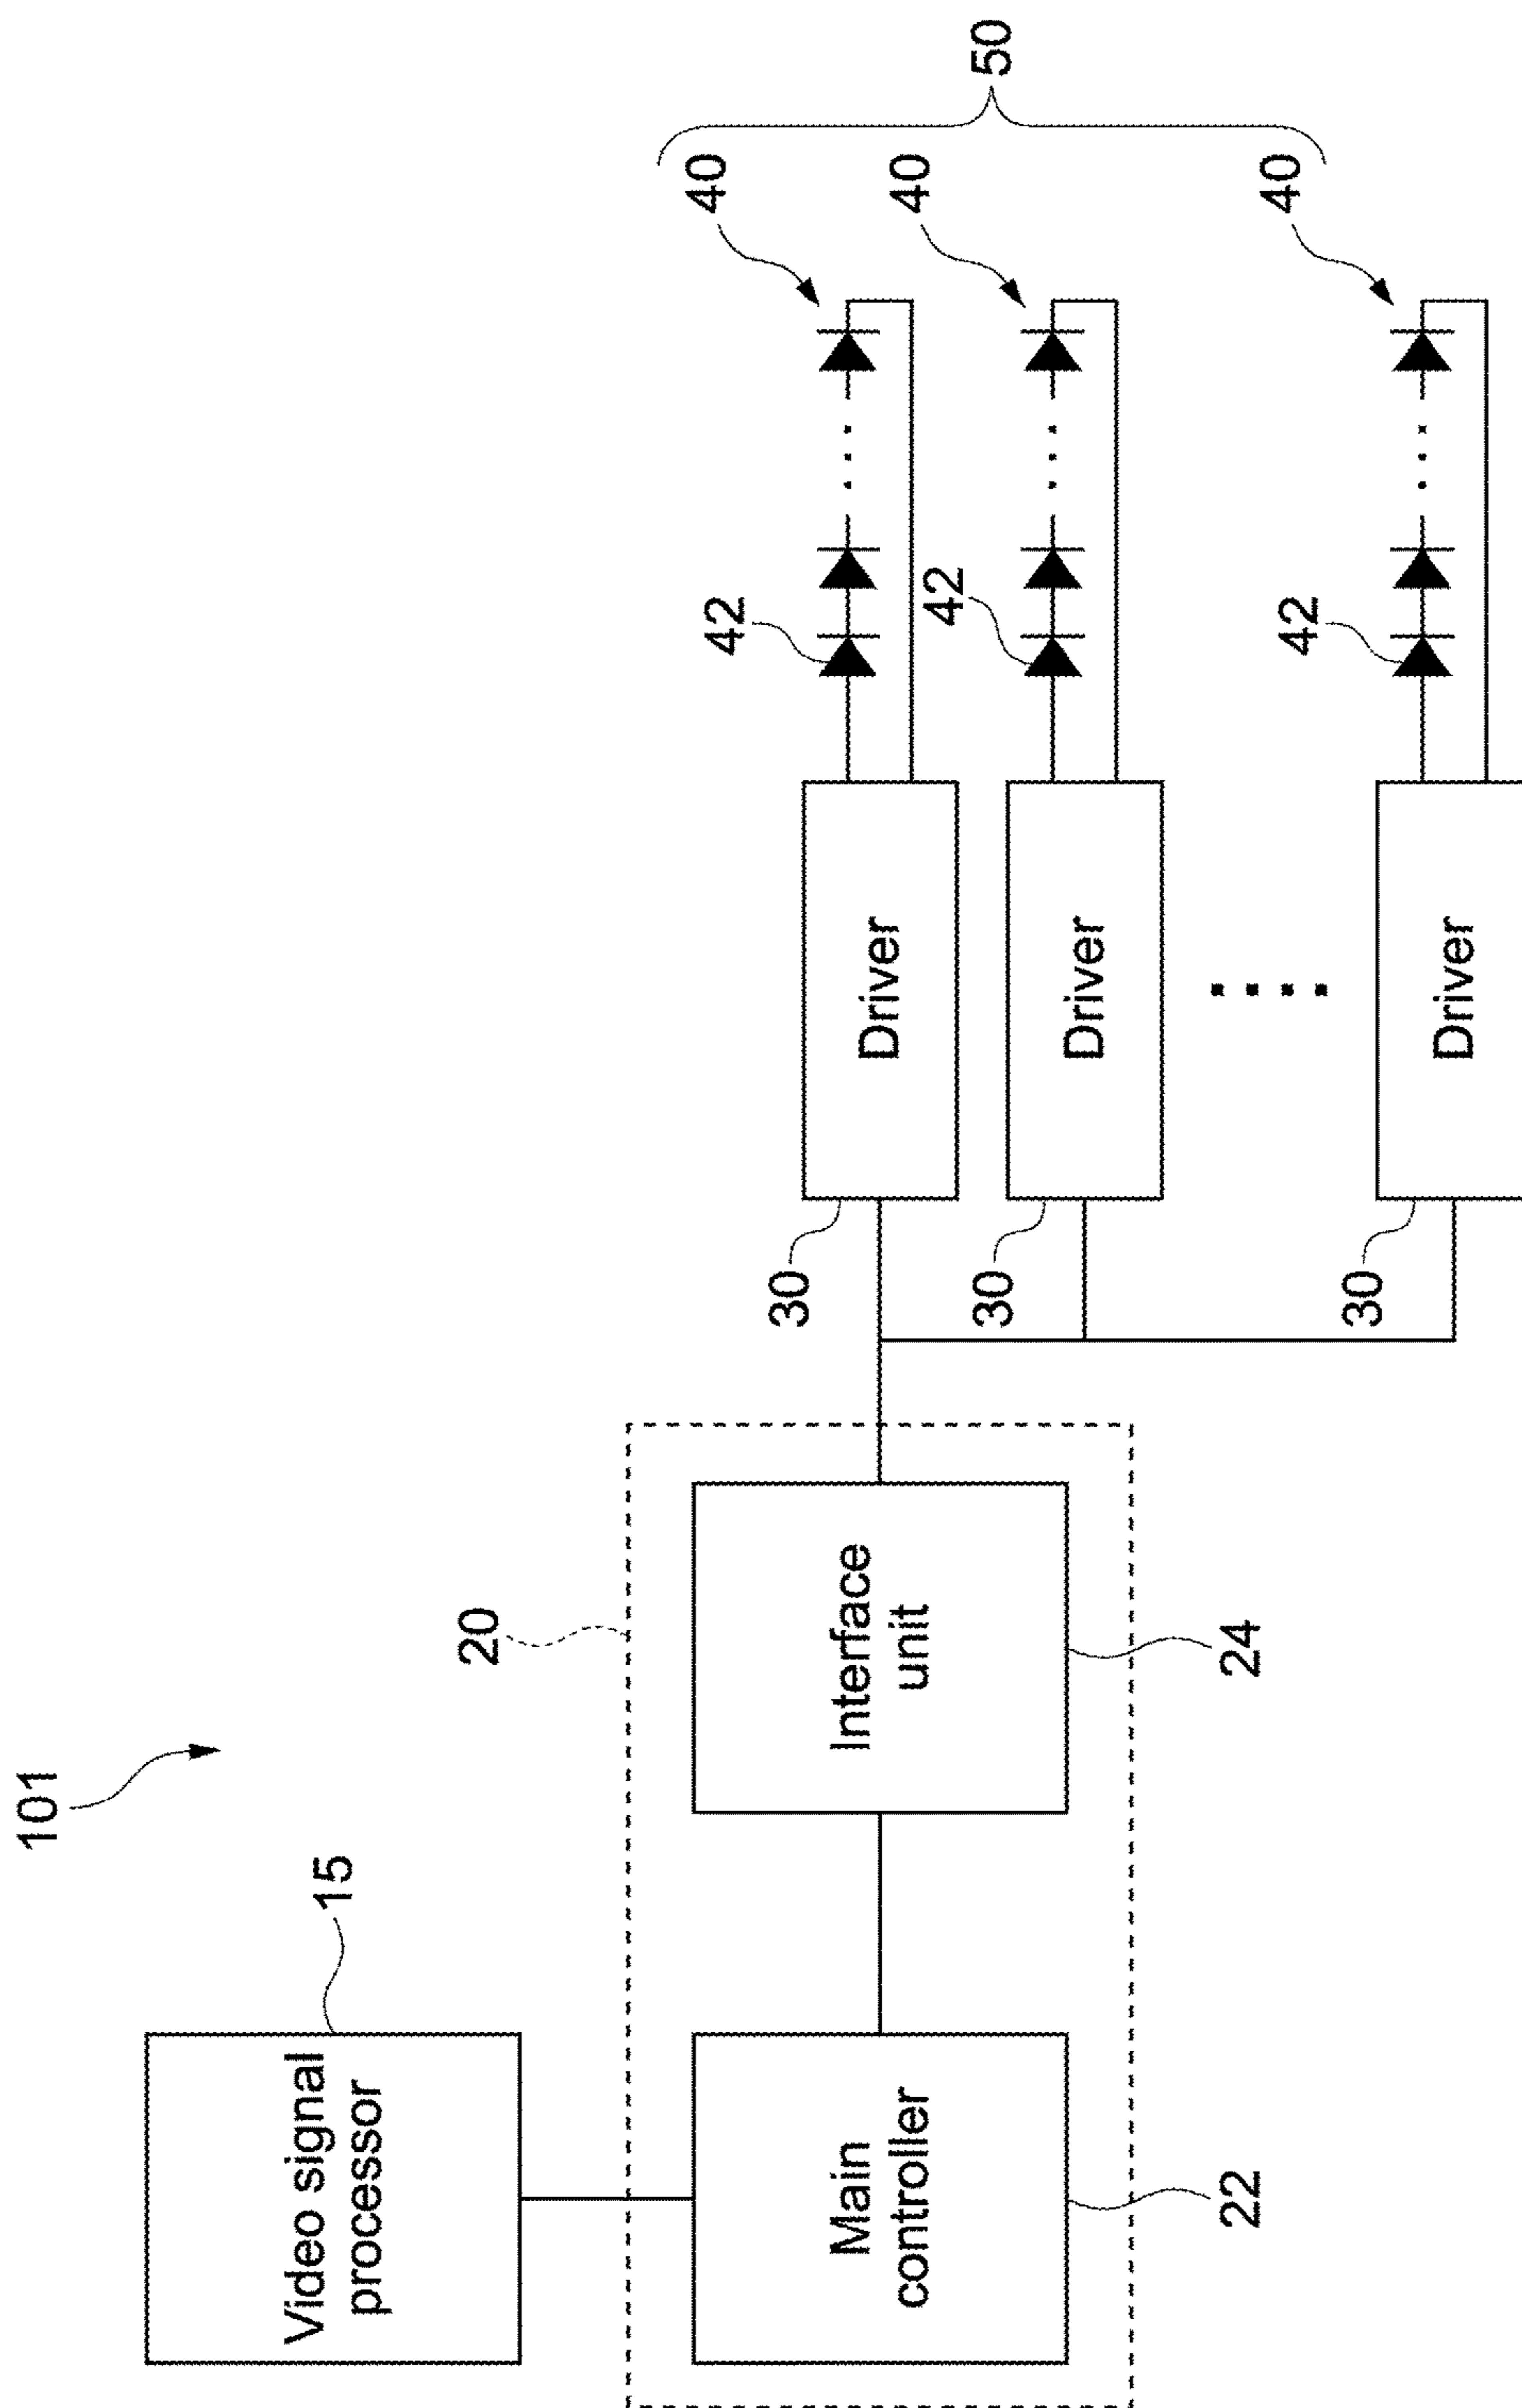 101
15
Video signal
processor
20
Main
controller
22
Interface
unit
24
30
Driver
42
40
30
Driver
42
40
30
Driver
42
40
50